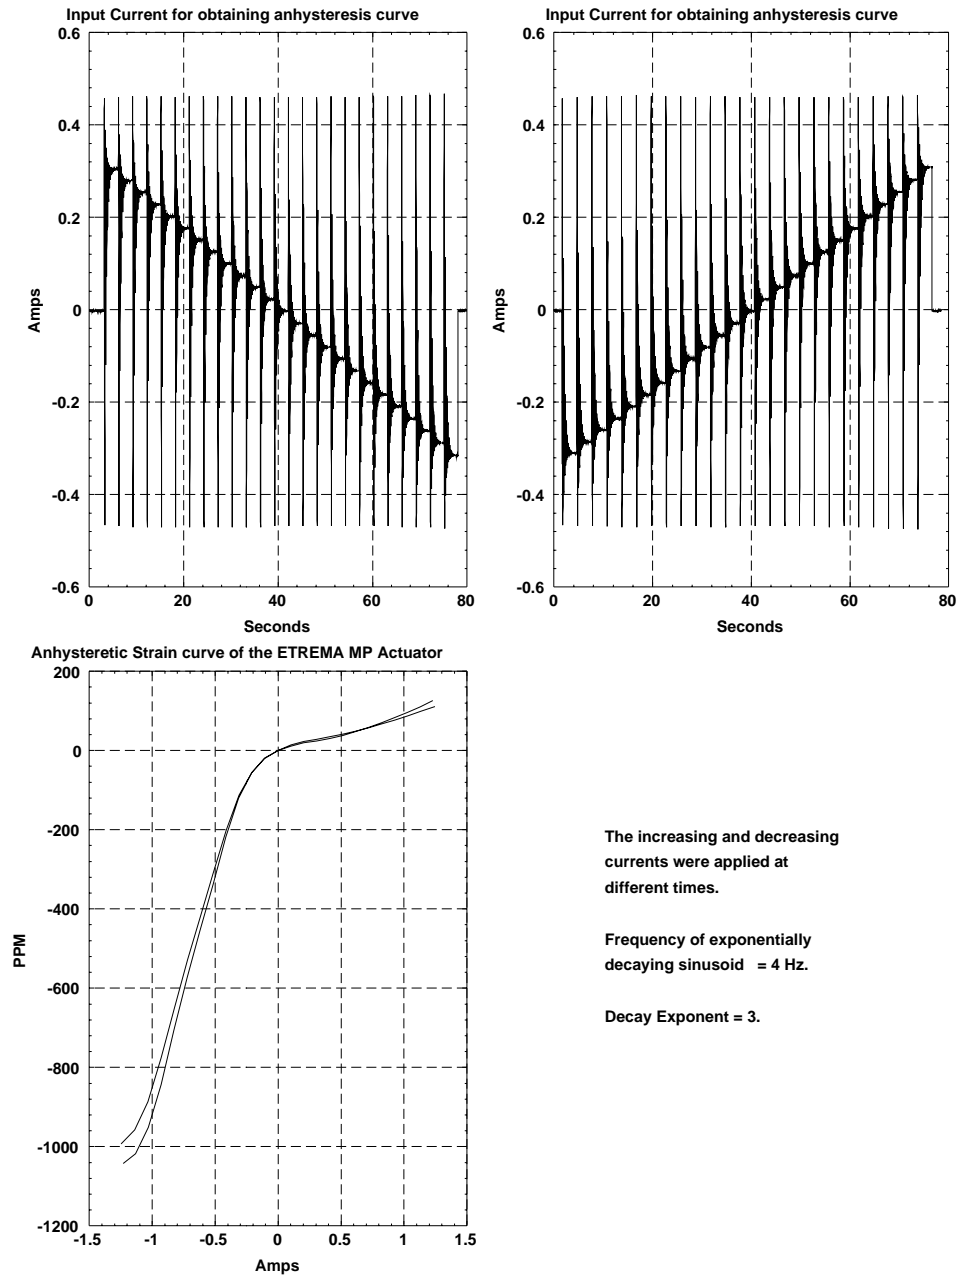 Input Current for obtaining anhysteresis curve
0.6
0.4
0.2
0
-0.2
-0.4
-0.6
Amps
0 20 40 60 80
Seconds
Input Current for obtaining anhysteresis curve
0.6
0.4
0.2
0
-0.2
-0.4
-0.6
Amps
0 20 40 60 80
Seconds
Anhysteretic Strain curve of the ETREMA MP Actuator
200
0
-200
-400
-600
-800
-1000
-1200
PPM
-1.5 -1 -0.5 0 0.5 1 1.5
Amps
The increasing and decreasing
currents were applied at
different times.
Frequency of exponentially
decaying sinusoid = 4 Hz.
Decay Exponent = 3.